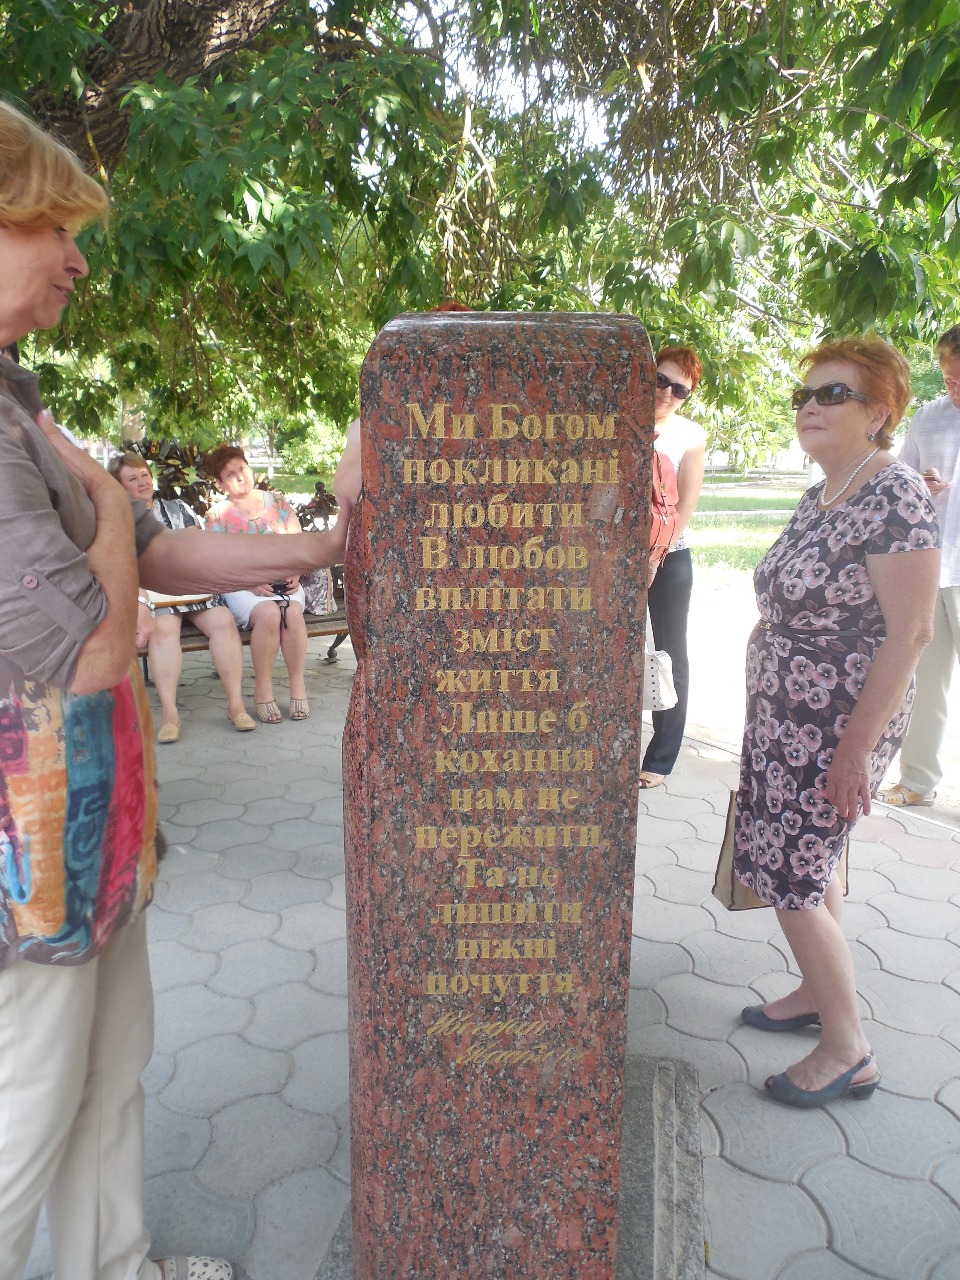 Ми Богом
покликані
любити
В любов
вплітати
зміст
життя
Лише б
кохання
нам не
пережити,
Та не
лишити
ніжні
почуття